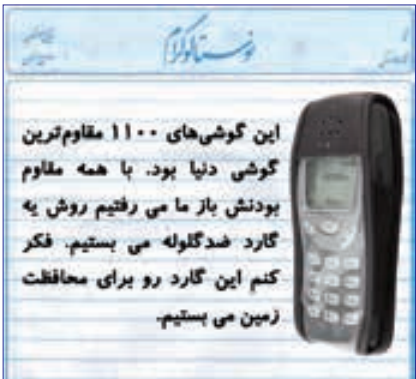 نوستالوگرام
این گوشی‌های ۱۱۰۰ مقاوم‌ترین
گوشی دنیا بود. با همه مقاوم
بودنش باز ما می رفتیم روش یه
گارد ضدگلوله می بستیم. فکر
کنم این گارد رو برای محافظت
زمین می بستیم.